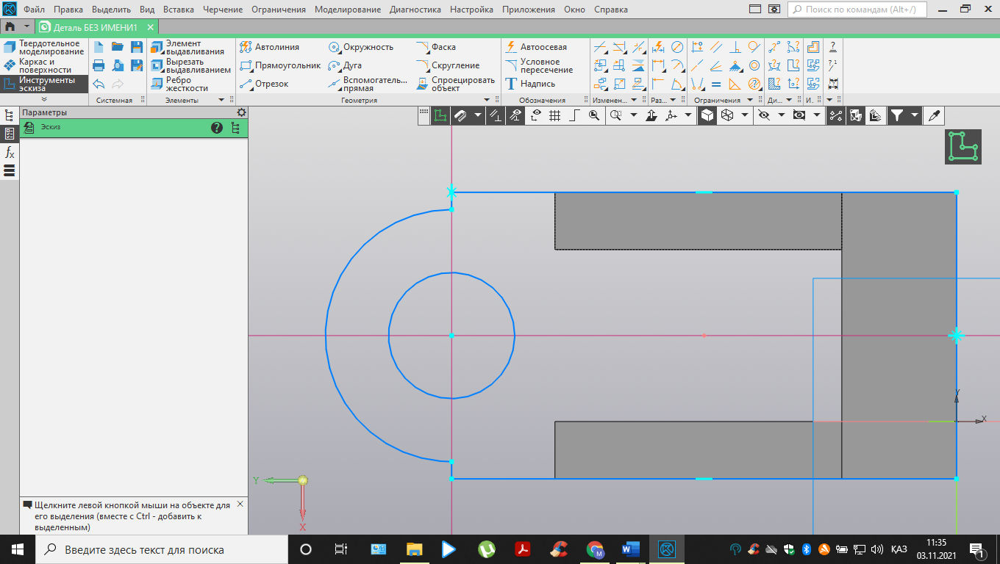 Файл Правка Выделить Вид Вставка Черчение Ограничения Моделирование Диагностика Настройка Приложения Окно Справка
Поиск по командам (Alt+/)
Деталь БЕЗ ИМЕНИ1
Твердотельное моделирование
Каркас и поверхности
Инструменты эскиза
Системная
Элемент выдавливания
Вырезать выдавливанием
Ребро жесткости
Элементы
Автолиния
Прямоугольник
Отрезок
Окружность
Дуга
Вспомогатель... прямая
Фаска
Скругление
Спроецировать объект
Геометрия
Автоосевая
Условное пересечение
Надпись
Обозначения
Изменен...
Раз...
Ограничения
Ди...
И.
Параметры
Эскиз
Y
X
Y
X
Щелкните левой кнопкой мыши на объекте для
его выделения (вместе с Ctrl - добавить к
выделенным)
Введите здесь текст для поиска
ҚАЗ
11:35
03.11.2021
1